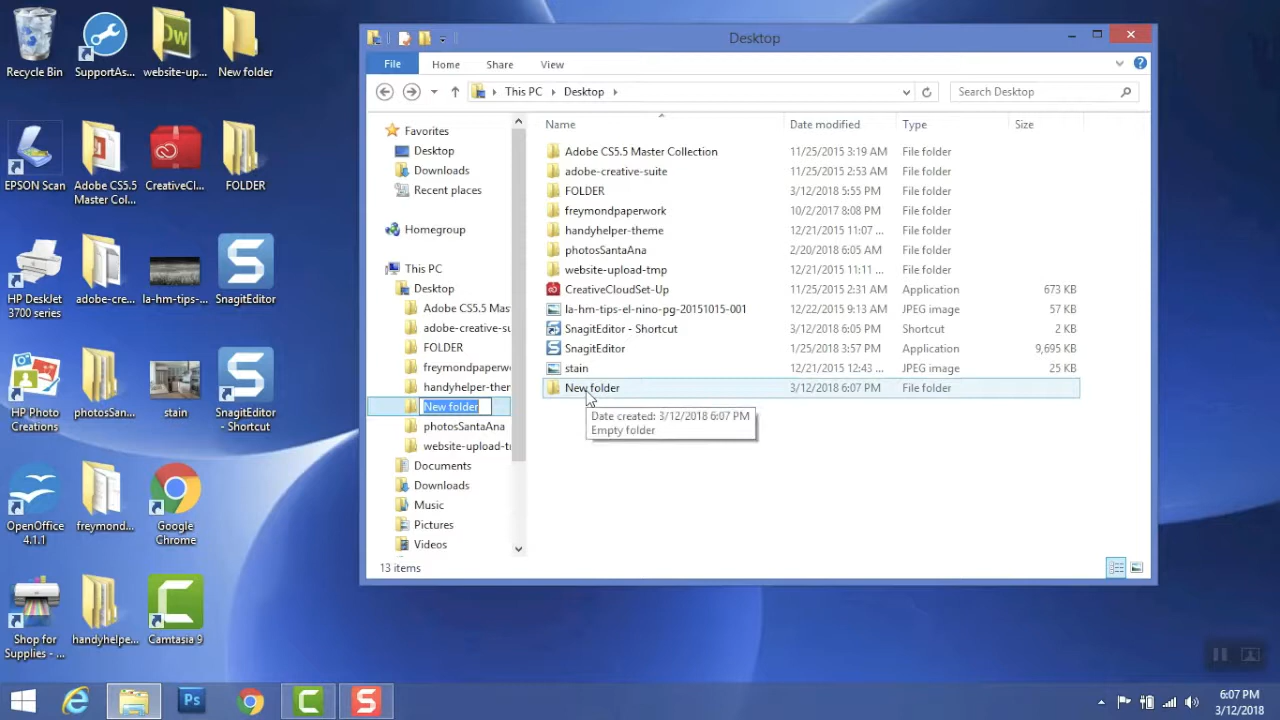 Recycle Bin
SupportAs...
website-up...
New folder
EPSON Scan
Adobe CS5.5
Master Col...
CreativeCl...
FOLDER
HP Deskjet
3700 series
adobe-cre...
la-hm-tips-...
SnagitEditor
HP Photo
Creations
photosSan...
stain
SnagitEditor
- Shortcut
OpenOffice
4.1.1
freymond...
Google
Chrome
Shop for
Supplies - ...
handyhelpe...
Camtasia 9
Desktop
File Home Share View
This PC Desktop
Search Desktop
Favorites
Desktop
Downloads
Recent places
Homegroup
This PC
Desktop
Adobe CS5.5 Mas
adobe-creative-su
FOLDER
freymondpaperw
handyhelper-ther
New folder
photosSantaAna
website-upload-t
Documents
Downloads
Music
Pictures
Videos
Name Date modified Type Size
Adobe CS5.5 Master Collection 11/25/2015 3:19 AM File folder
adobe-creative-suite 11/25/2015 2:53 AM File folder
FOLDER 3/12/2018 5:55 PM File folder
freymondpaperwork 10/2/2017 8:08 PM File folder
handyhelper-theme 12/21/2015 11:07 ... File folder
photosSantaAna 2/20/2018 6:05 AM File folder
website-upload-tmp 12/21/2015 11:11 ... File folder
CreativeCloudSet-Up 11/25/2015 2:31 AM Application 673 KB
la-hm-tips-el-nino-pg-20151015-001 12/22/2015 9:13 AM JPEG image 57 KB
SnagitEditor - Shortcut 3/12/2018 6:05 PM Shortcut 2 KB
SnagitEditor 1/25/2018 3:57 PM Application 9,695 KB
stain 12/21/2015 12:43 ... JPEG image 25 KB
New folder 3/12/2018 6:07 PM File folder
Date created: 3/12/2018 6:07 PM
Empty folder
13 items
Ps
6:07 PM
3/12/2018